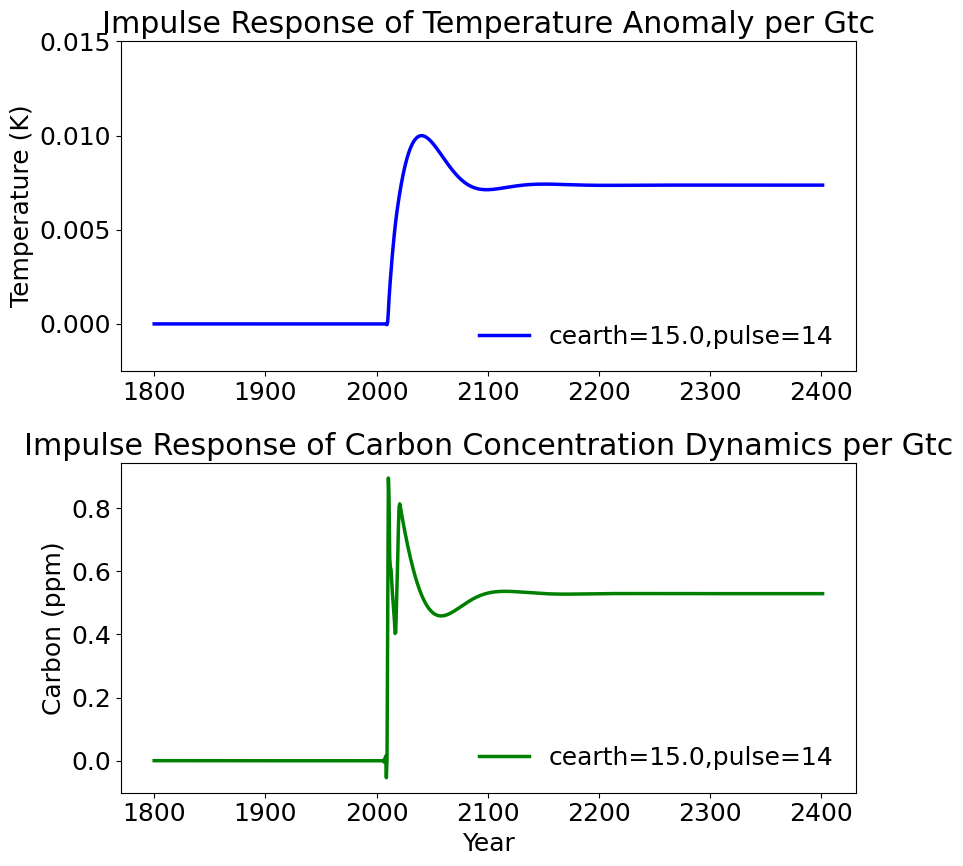 Impulse Response of Temperature Anomaly per Gtc
0.015
0.010
0.005
0.000
Temperature (K)
cearth=15.0,pulse=14
1800 1900 2000 2100 2200 2300 2400
Impulse Response of Carbon Concentration Dynamics per Gtc
0.8
0.6
0.4
0.2
0.0
Carbon (ppm)
cearth=15.0,pulse=14
1800 1900 2000 2100 2200 2300 2400
Year